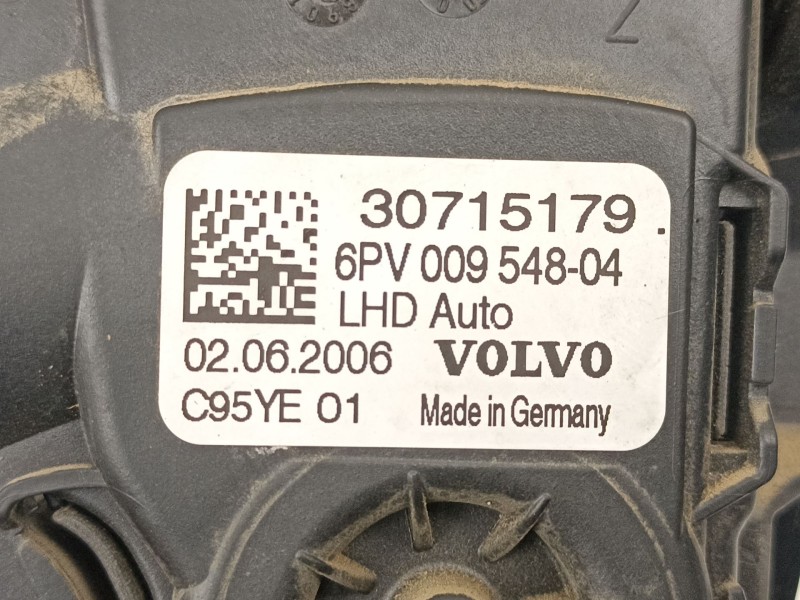 30715179
6PV 009 548-04
LHD Auto
02.06.2006 VOLVO
C95YE 01 Made in Germany